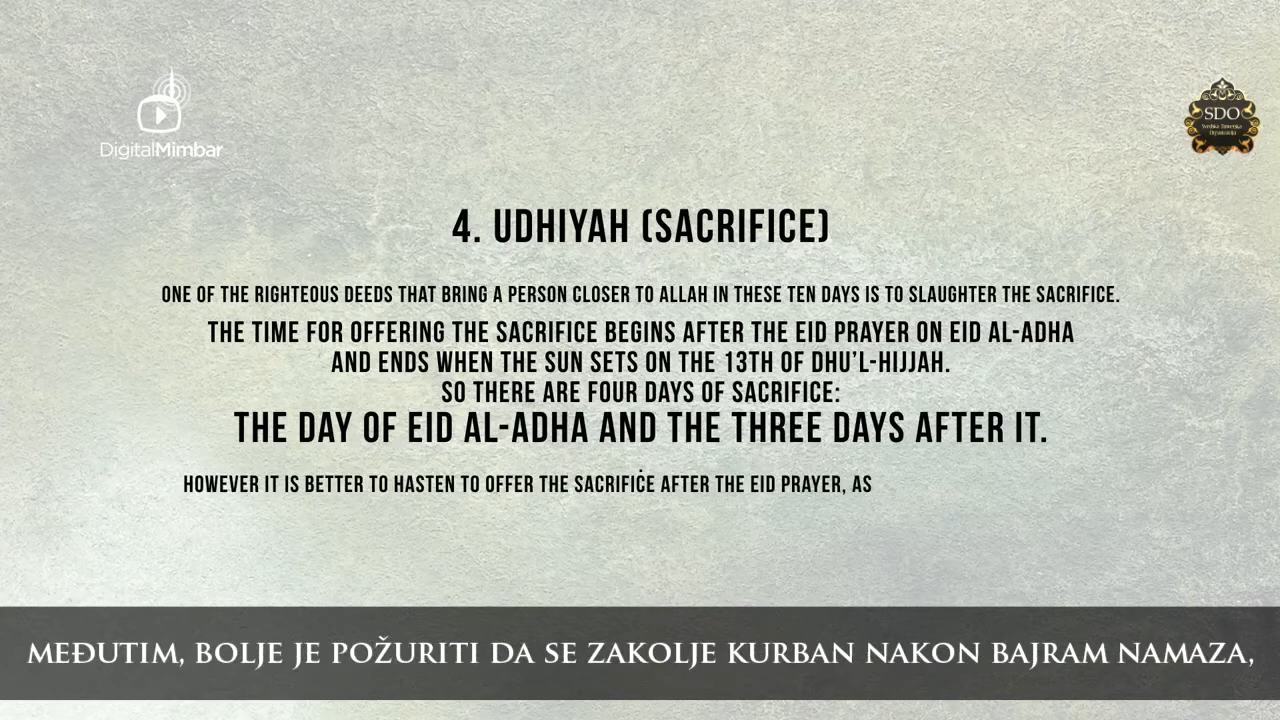 DigitalMimbar
SDO
Svedska Dawetska
Organizacija
4. UDHIYAH (SACRIFICE)
ONE OF THE RIGHTEOUS DEEDS THAT BRING A PERSON CLOSER TO ALLAH IN THESE TEN DAYS IS TO SLAUGHTER THE SACRIFICE.
THE TIME FOR OFFERING THE SACRIFICE BEGINS AFTER THE EID PRAYER ON EID AL-ADHA
AND ENDS WHEN THE SUN SETS ON THE 13TH OF DHU'L-HIJJAH.
SO THERE ARE FOUR DAYS OF SACRIFICE:
THE DAY OF EID AL-ADHA AND THE THREE DAYS AFTER IT.
HOWEVER IT IS BETTER TO HASTEN TO OFFER THE SACRIFICE AFTER THE EID PRAYER, AS
MEĐUTIM, BOLJE JE POŽURITI DA SE ZAKOLJE KURBAN NAKON BAJRAM NAMAZA,